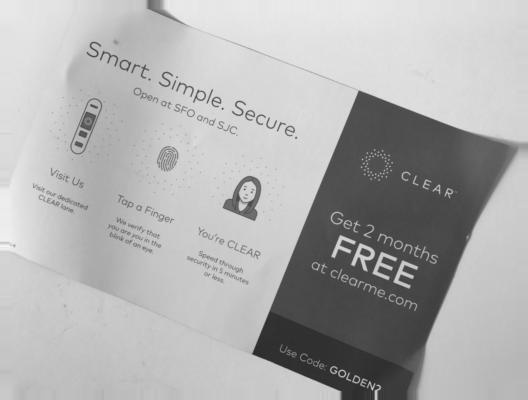 Smart. Simple. Secure.
Open at SFO and SJC.
Visit Us
Visit our dedicated
CLEAR lane.
Tap a Finger
We verify that
you are you in the
blink of an eye.
You're CLEAR
Speed through
security in 5 minutes
or less.
CLEAR™
Get 2 months
FREE
at clearme.com
Use Code: